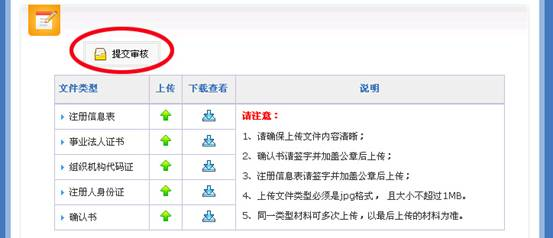 提交审核
文件类型 上传 下载查看 说明
注册信息表
事业法人证书
组织机构代码证
注册人身份证
确认书
请注意：
1、请确保上传文件内容清晰；
2、确认书请签字并加盖公章后上传；
3、注册信息表请签字并加盖公章后上传；
4、上传文件类型必须是jpg格式， 且大小不超过1MB。
5、同一类型材料可多次上传，以最后上传的材料为准。